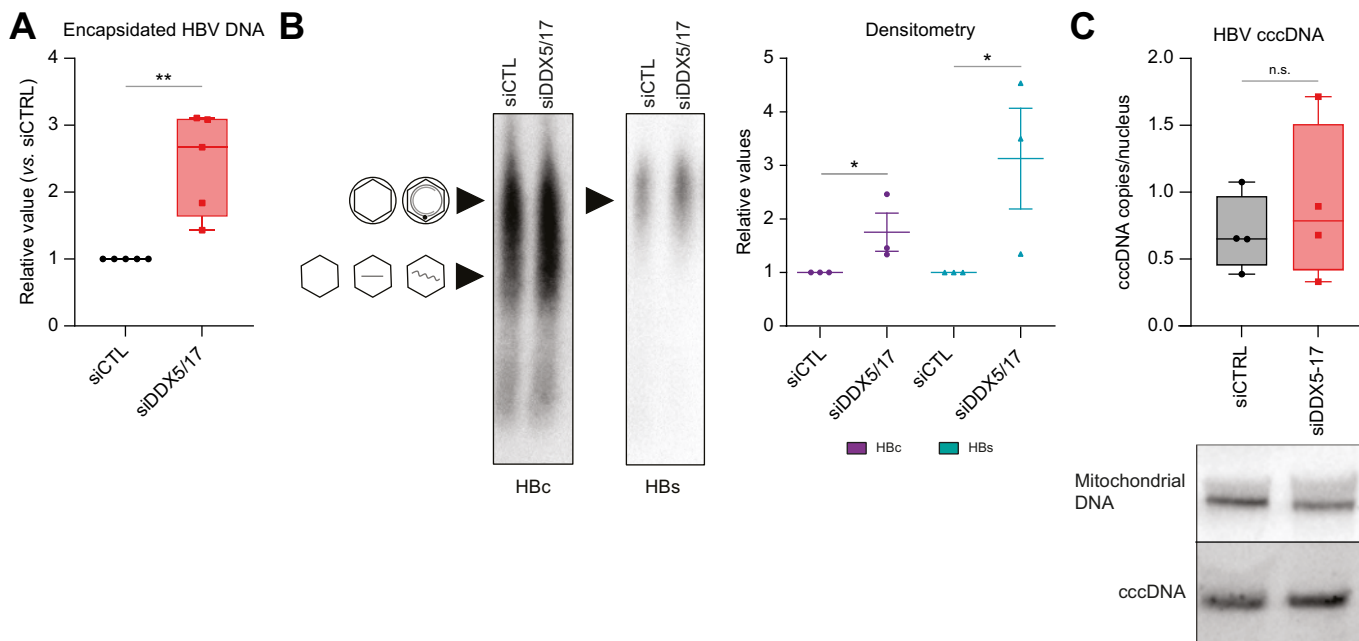 A
Encapsidated HBV DNA
Relative value (vs. siCTRL)
4
3
2
1
0
**
siCTL
siDDX5/17
B
siCTL
siDDX5/17
HBc
siCTL
siDDX5/17
HBs
Densitometry
Relative values
5
4
3
2
1
0
*
*
siCTL
siDDX5/17
siCTL
siDDX5/17
HBc
HBs
C
HBV cccDNA
cccDNA copies/nucleus
2.0
1.5
1.0
0.5
0.0
n.s.
siCTRL
siDDX5-17
Mitochondrial
DNA
cccDNA